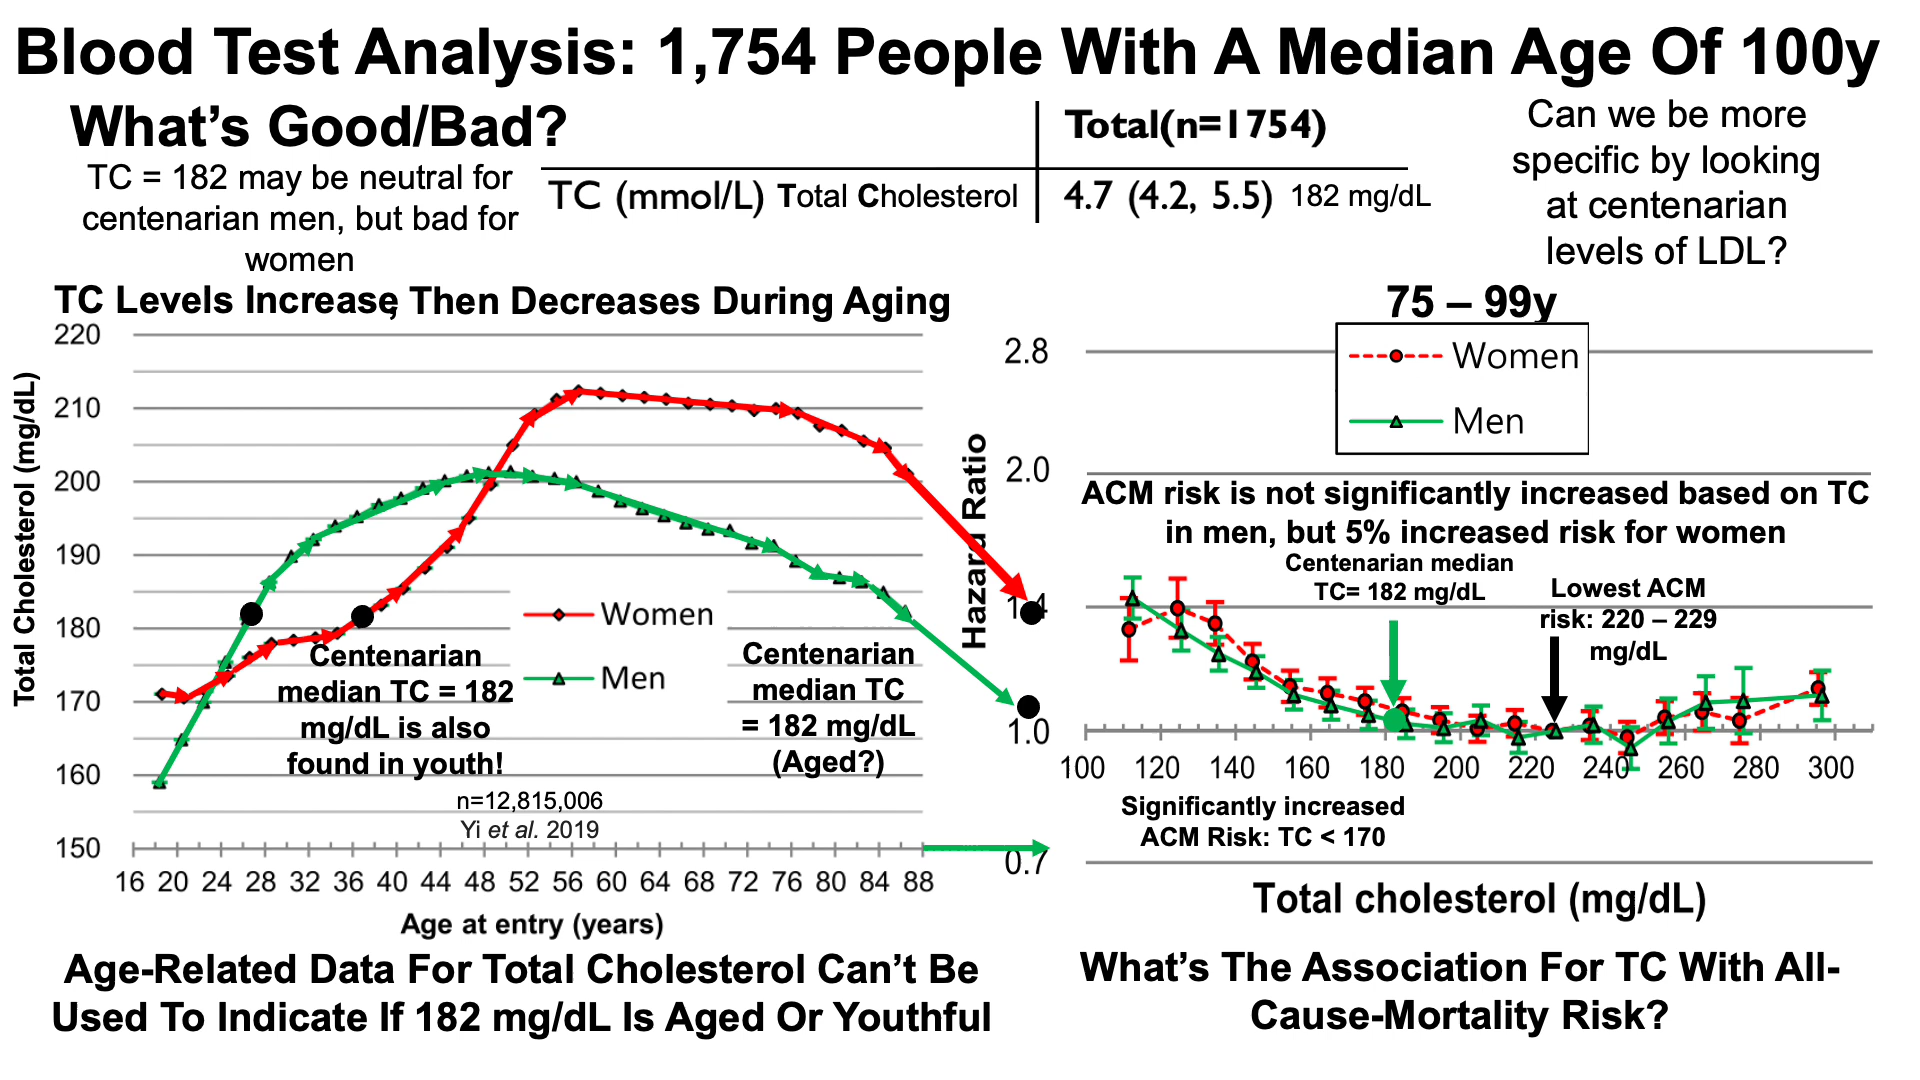 Blood Test Analysis: 1,754 People With A Median Age Of 100y
What's Good/Bad?
TC = 182 may be neutral for
centenarian men, but bad for
women
Total(n=1754)
TC (mmol/L) Total Cholesterol
4.7 (4.2, 5.5) 182 mg/dL
Can we be more
specific by looking
at centenarian
levels of LDL?
TC Levels Increase, Then Decreases During Aging
Total Cholesterol (mg/dL)
220
210
200
190
180
170
160
150
Women
Men
Centenarian
median TC = 182
mg/dL is also
found in youth!
Centenarian
median TC
= 182 mg/dL
(Aged?)
n=12,815,006
Yi et al. 2019
16 20 24 28 32 36 40 44 48 52 56 60 64 68 72 76 80 84 88
Age at entry (years)
Age-Related Data For Total Cholesterol Can't Be
Used To Indicate If 182 mg/dL Is Aged Or Youthful
75 – 99y
Women
Men
Hazard Ratio
2.8
2.0
1.4
1.0
0.7
ACM risk is not significantly increased based on TC
in men, but 5% increased risk for women
Centenarian median
TC= 182 mg/dL
Lowest ACM
risk: 220 – 229
mg/dL
100 120 140 160 180 200 220 240 260 280 300
Significantly increased
ACM Risk: TC < 170
Total cholesterol (mg/dL)
What's The Association For TC With All-
Cause-Mortality Risk?